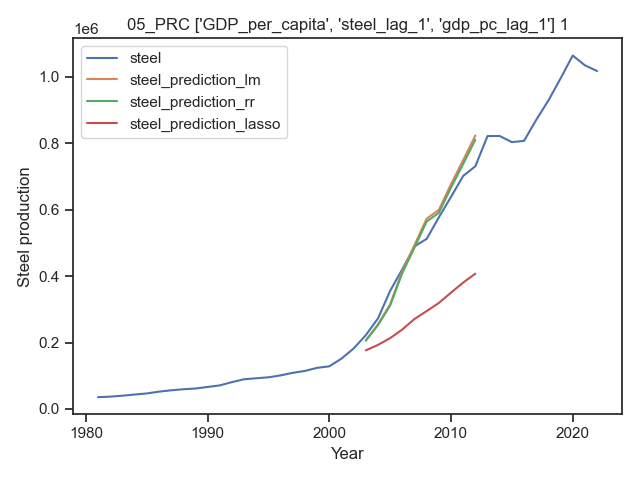 05_PRC ['GDP_per_capita', 'steel_lag_1', 'gdp_pc_lag_1'] 1
1e6
steel
steel_prediction_lm
steel_prediction_rr
steel_prediction_lasso
1.0
0.8
0.6
0.4
0.2
0.0
Steel production
1980 1990 2000 2010 2020
Year